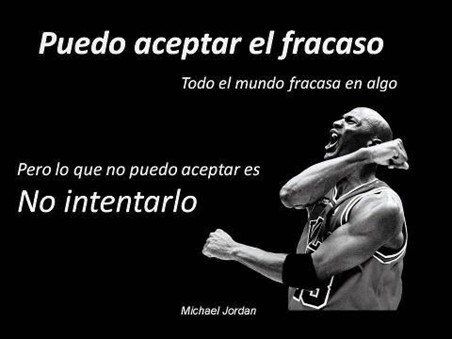 Puedo aceptar el fracaso
Todo el mundo fracasa en algo
Pero lo que no puedo aceptar es
No intentarlo
Michael Jordan